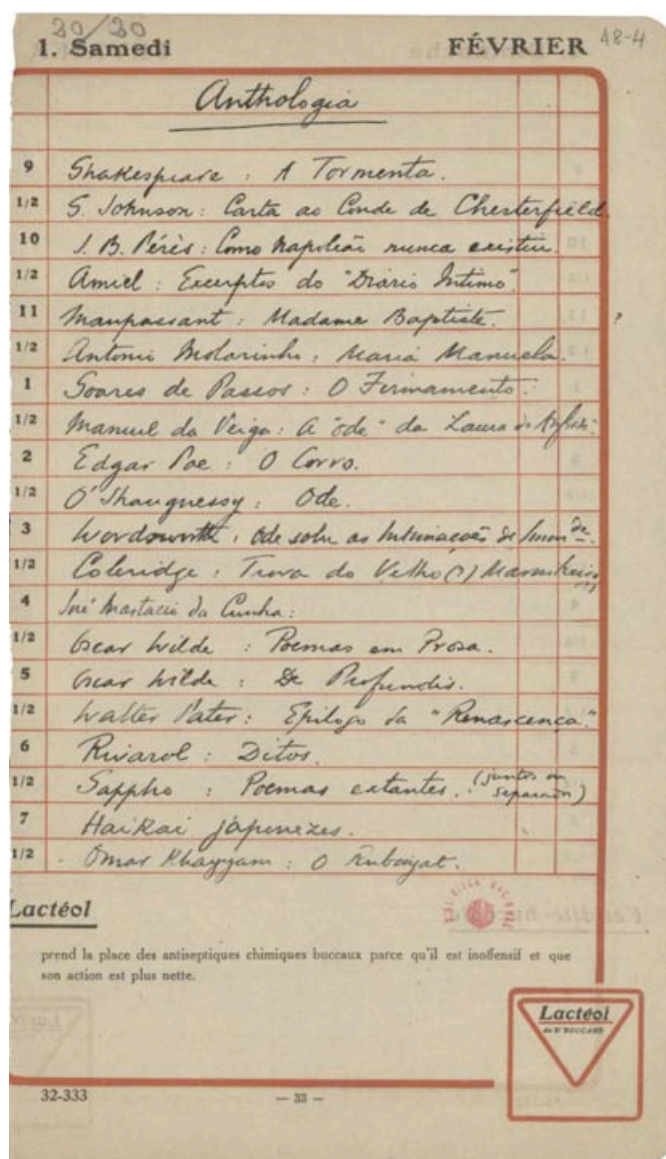 20/20
48-4
1. Samedi FÉVRIER
Anthologia
9 Shakespeare : A Tormenta.
1/2 S. Johnson: Carta ao Conde de Chesterfield.
10 J. B. Pérès: Como Napoleão nunca existiu.
1/2 Amiel : Excerptos do "Diario Intimo".
11 Maupassant : Madame Baptiste. ?
1/2 Antonio Molarinho : Maria Manuela.
1 Soares de Passos : O Firmamento.
1/2 Manuel da Veiga: A "ode" da Laura de
2 Edgar Poe : O Corvo.
1/2 O'Shaugnessy : Ode.
3 Wordsworth : Ode sobre as Intimações de
1/2 Coleridge : Trova do Velho (?) Marinheiro (?)
4 José Anastacio da Cunha :
1/2 Oscar Wilde : Poemas em Prosa.
5 Oscar Wilde : De Profundis.
1/2 Walter Pater : Epilogo da "Renascença."
6 Rivarol : Ditos.
1/2 Sappho : Poemas extantes. (juntos ou separados)
7 Haikai japonezes.
1/2 Omar Khayyam : O Rubaiyat.
Lactéol
prend la place des antiseptiques chimiques buccaux parce qu'il est inoffensif et que
son action est plus nette.
Lactéol
du Dr BOUCARD
32-333 — 33 —